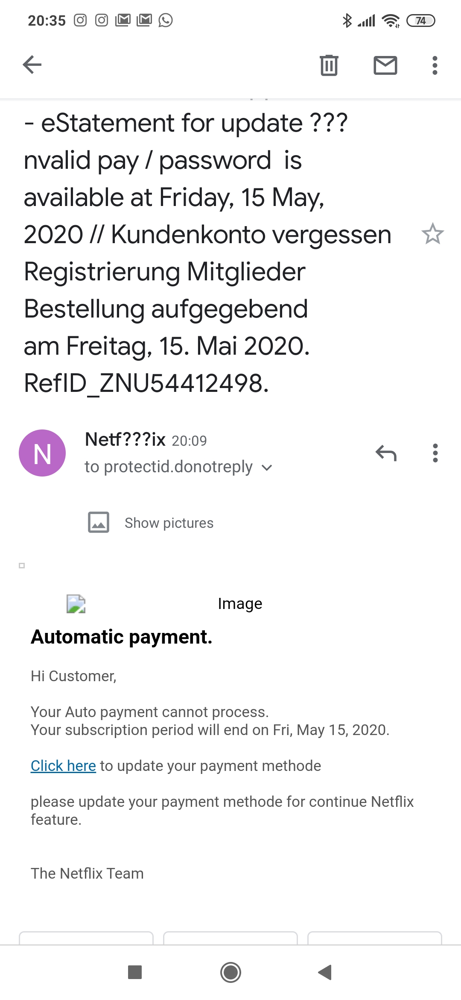 20:35
74
- eStatement for update ???
nvalid pay / password  is
available at Friday, 15 May,
2020 // Kundenkonto vergessen
Registrierung Mitglieder
Bestellung aufgegebend
am Freitag, 15. Mai 2020.
RefID_ZNU54412498.
N
Netf???ix 20:09
to protectid.donotreply
Show pictures
Image
Automatic payment.
Hi Customer,
Your Auto payment cannot process.
Your subscription period will end on Fri, May 15, 2020.
Click here to update your payment methode
please update your payment methode for continue Netflix
feature.
The Netflix Team